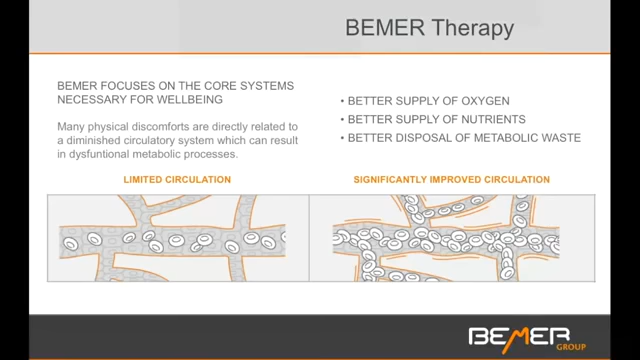 BEMER Therapy
BEMER FOCUSES ON THE CORE SYSTEMS
NECESSARY FOR WELLBEING
Many physical discomforts are directly related to
a diminished circulatory system which can result
in dysfuntional metabolic processes.
• BETTER SUPPLY OF OXYGEN
• BETTER SUPPLY OF NUTRIENTS
• BETTER DISPOSAL OF METABOLIC WASTE
LIMITED CIRCULATION
SIGNIFICANTLY IMPROVED CIRCULATION
BEMER
GROUP